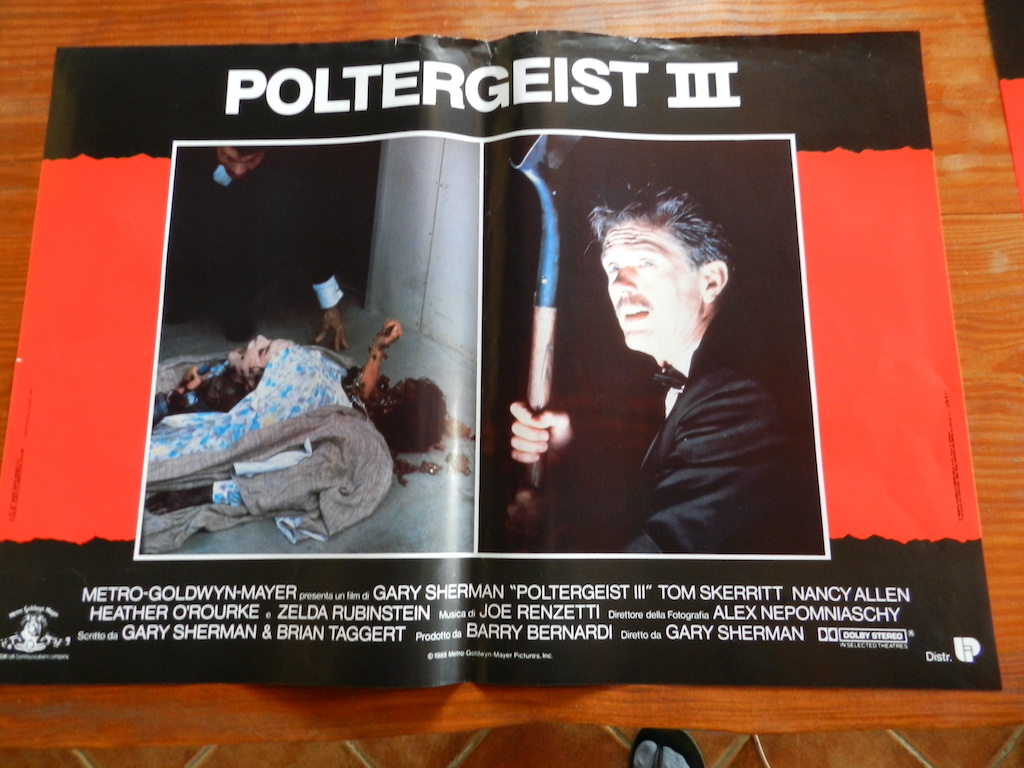 POLTERGEIST III
METRO-GOLDWYN-MAYER presenta un film di GARY SHERMAN "POLTERGEIST III" TOM SKERRITT NANCY ALLEN
HEATHER O'ROURKE e ZELDA RUBINSTEIN Musica di JOE RENZETTI Direttore della Fotografia ALEX NEPOMNIASCHY
Scritto da GARY SHERMAN & BRIAN TAGGERT Prodotto da BARRY BERNARDI Diretto da GARY SHERMAN DOLBY STEREO ®
IN SELECTED THEATRES
© 1988 Metro-Goldwyn-Mayer Pictures, Inc.
Distr.